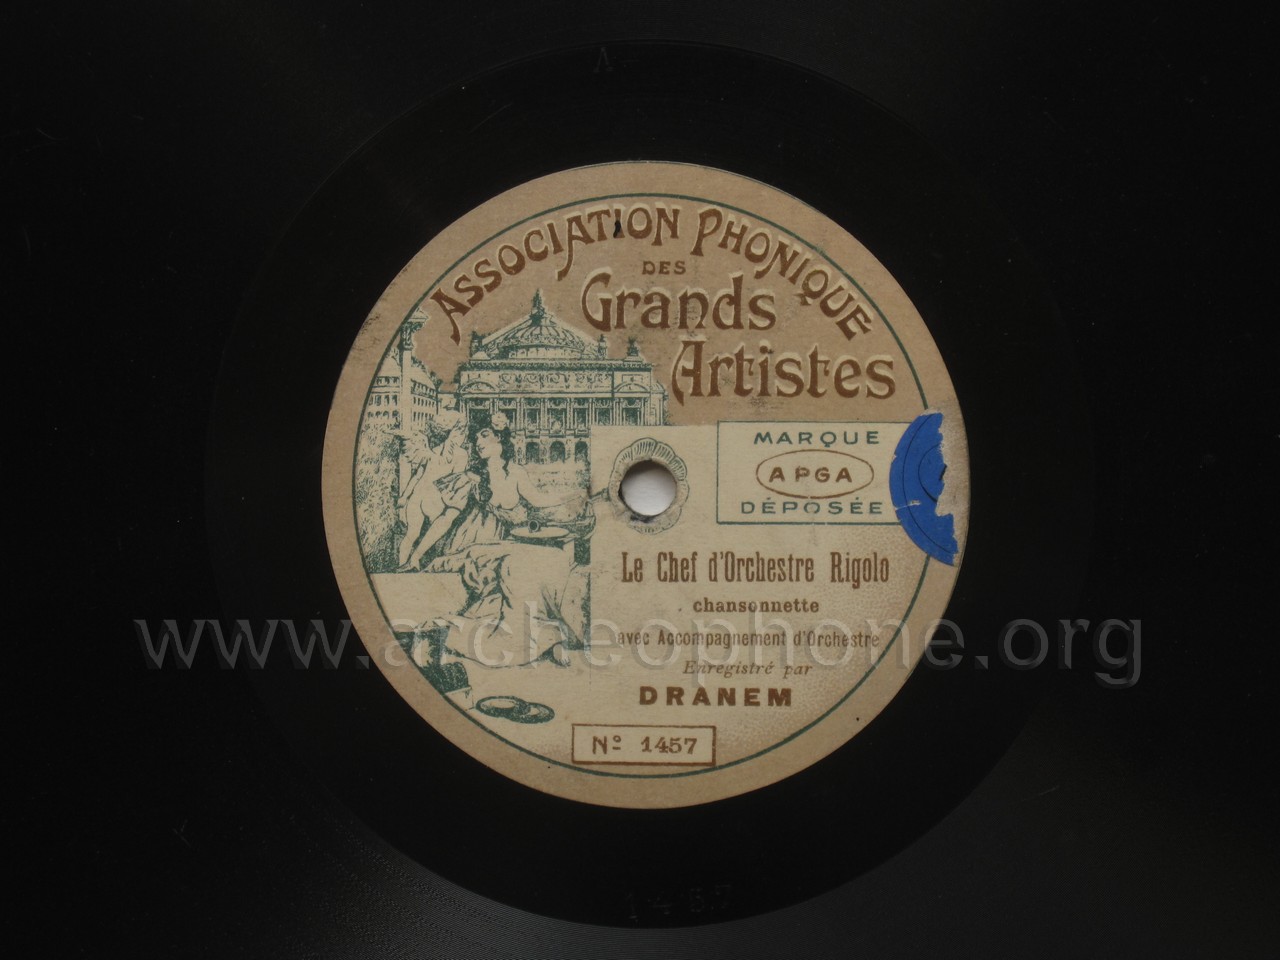 Association Phonique
des
Grands
Artistes
MARQUE
APGA
DÉPOSÉE
Le Chef d'Orchestre Rigolo
chansonnette
avec Accompagnement d'Orchestre
www.archeophone.org
Enregistré par
DRANEM
Nº 1457